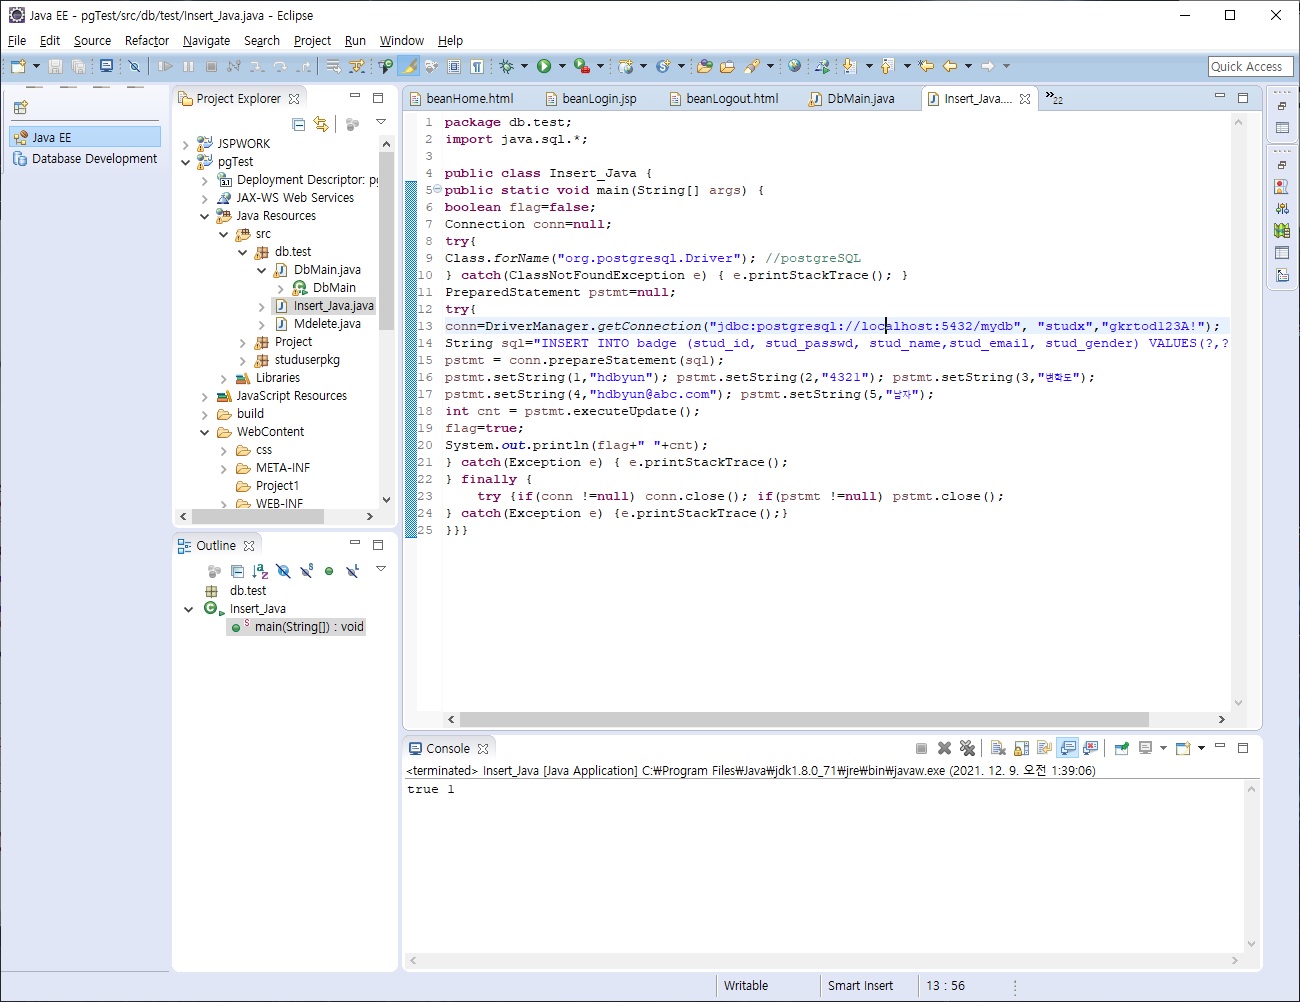 Java EE - pgTest/src/db/test/Insert_Java.java - Eclipse
File Edit Source Refactor Navigate Search Project Run Window Help
Quick Access
Java EE
Database Development
Project Explorer
JSPWORK
pgTest
Deployment Descriptor: pg
JAX-WS Web Services
Java Resources
src
db.test
DbMain.java
DbMain
Insert_Java.java
Mdelete.java
Project
studuserpkg
Libraries
JavaScript Resources
build
WebContent
css
META-INF
Project1
WEB-INF
Outline
db.test
Insert_Java
main(String[]) : void
beanHome.html beanLogin.jsp beanLogout.html DbMain.java Insert_Java.... »22
1 package db.test;
2 import java.sql.*;
3
4 public class Insert_Java {
5 public static void main(String[] args) {
6 boolean flag=false;
7 Connection conn=null;
8 try{
9 Class.forName("org.postgresql.Driver"); //postgreSQL
10 } catch(ClassNotFoundException e) { e.printStackTrace(); }
11 PreparedStatement pstmt=null;
12 try{
13 conn=DriverManager.getConnection("jdbc:postgresql://localhost:5432/mydb", "studx","gkrtod123A!");
14 String sql="INSERT INTO badge (stud_id, stud_passwd, stud_name,stud_email, stud_gender) VALUES(?,?
15 pstmt = conn.prepareStatement(sql);
16 pstmt.setString(1,"hdbyun"); pstmt.setString(2,"4321"); pstmt.setString(3,"변학도");
17 pstmt.setString(4,"hdbyun@abc.com"); pstmt.setString(5,"남자");
18 int cnt = pstmt.executeUpdate();
19 flag=true;
20 System.out.println(flag+" "+cnt);
21 } catch(Exception e) { e.printStackTrace();
22 } finally {
23 try {if(conn !=null) conn.close(); if(pstmt !=null) pstmt.close();
24 } catch(Exception e) {e.printStackTrace();}
25 }}}
Console
<terminated> Insert_Java [Java Application] C:₩Program Files₩Java₩jdk1.8.0_71₩jre₩bin₩javaw.exe (2021. 12. 9. 오전 1:39:06)
true 1
Writable Smart Insert 13 : 56